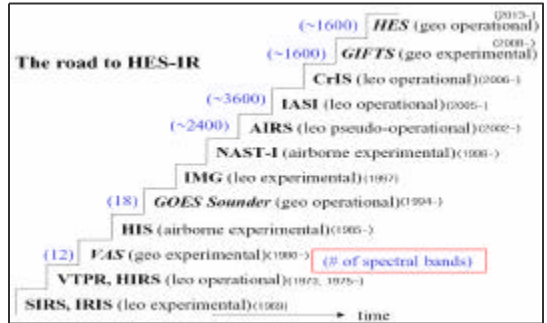 (2013-)
(~1600) HES (geo operational)
(2008-)
(~1600) GIFTS (geo experimental)
The road to HES-IR
CrIS (leo operational)(2006-)
(~3600) IASI (leo operational)(2005-)
(~2400) AIRS (leo pseudo-operational)(2002-)
NAST-I (airborne experimental)(1998-)
IMG (leo experimental)(1997)
(18) GOES Sounder (geo operational)(1994-)
HIS (airborne experimental)(1985-)
(12) VAS (geo experimental)(1980-)
(# of spectral bands)
VTPR, HIRS (leo operational)(1973, 1975-)
SIRS, IRIS (leo experimental)(1969)
time